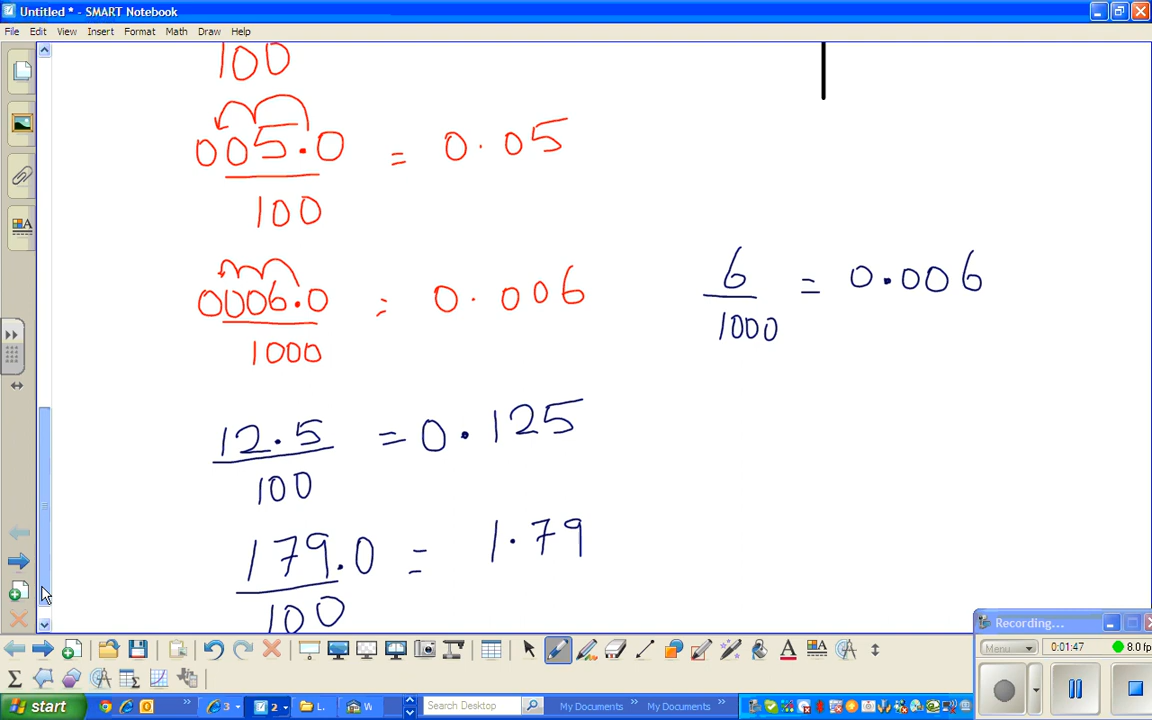 Untitled * - SMART Notebook
File Edit View Insert Format Math Draw Help
100
005.0 = 0.05
100
0006.0 = 0.006
1000
6 = 0.006
1000
12.5 = 0.125
100
179.0 = 1.79
100
Recording...
Menu 0:01:47 8.0 fp
start 3 2 L. W Search Desktop My Documents My Documents